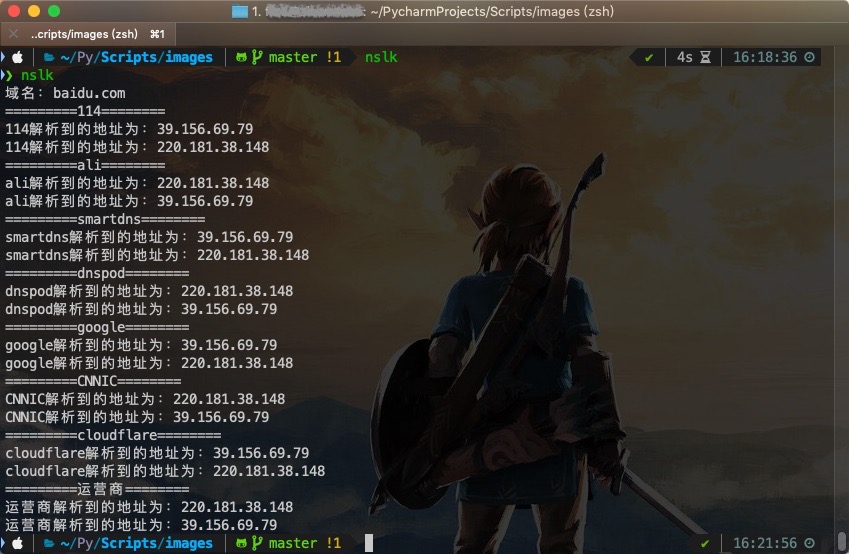 1. : ~/PycharmProjects/Scripts/images (zsh)
..cripts/images (zsh) ⌘1
~/Py/Scripts/images master !1 nslk ✔ 4s 16:18:36
❯ nslk
域名：baidu.com
=========114========
114解析到的地址为：39.156.69.79
114解析到的地址为：220.181.38.148
=========ali========
ali解析到的地址为：220.181.38.148
ali解析到的地址为：39.156.69.79
=========smartdns========
smartdns解析到的地址为：39.156.69.79
smartdns解析到的地址为：220.181.38.148
=========dnspod========
dnspod解析到的地址为：220.181.38.148
dnspod解析到的地址为：39.156.69.79
=========google========
google解析到的地址为：39.156.69.79
google解析到的地址为：220.181.38.148
=========CNNIC========
CNNIC解析到的地址为：220.181.38.148
CNNIC解析到的地址为：39.156.69.79
=========cloudflare========
cloudflare解析到的地址为：39.156.69.79
cloudflare解析到的地址为：220.181.38.148
=========运营商========
运营商解析到的地址为：220.181.38.148
运营商解析到的地址为：39.156.69.79
~/Py/Scripts/images master !1 ✔ 16:21:56